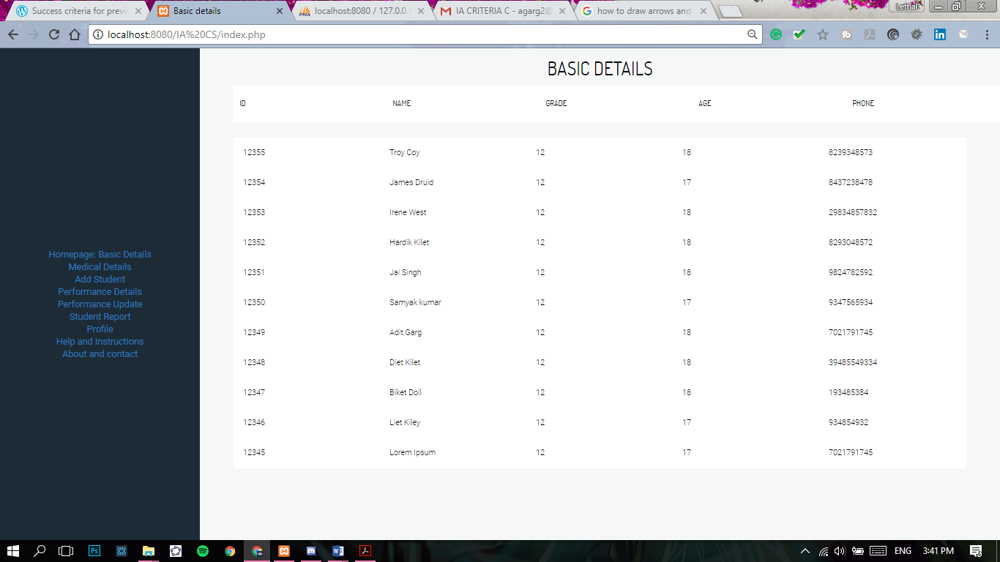 Lethal
Success criteria for previ
Basic details
localhost:8080 / 127.0.0.
IA CRITERIA C - agarg2@
how to draw arrows and
localhost:8080/IA%20CS/index.php
BASIC DETAILS
ID NAME GRADE AGE PHONE
12355 Troy Coy 12 18 8239348573
12354 James Druid 12 17 8437238478
12353 Irene West 12 18 29834857832
12352 Hardik Kilet 12 18 8293048572
12351 Jai Singh 12 18 9824782592
12350 Samyak kumar 12 17 9347565934
12349 Adit Garg 12 18 7021791745
12348 Diet Kilet 12 18 39485549334
12347 Biket Doil 12 18 193485384
12346 Liet Kiley 12 17 934854932
12345 Lorem Ipsum 12 17 7021791745
Homepage: Basic Details
Medical Details
Add Student
Performance Details
Performance Update
Student Report
Profile
Help and Instructions
About and contact
ENG 3:41 PM